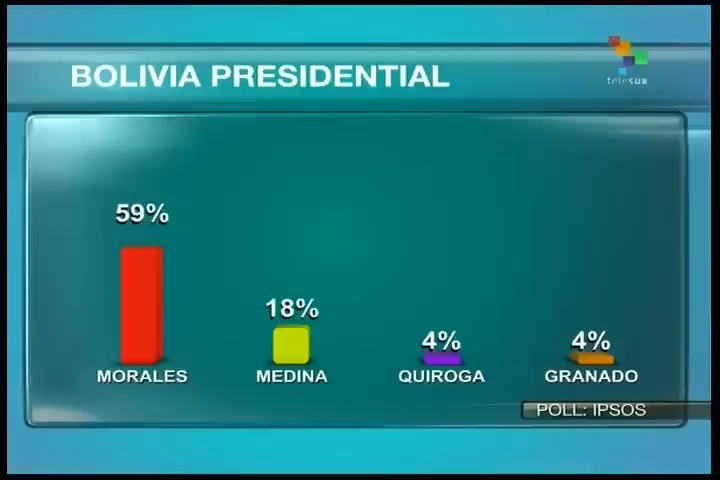 teleSUR
BOLIVIA PRESIDENTIAL
59%
18%
4%
4%
MORALES
MEDINA
QUIROGA
GRANADO
POLL: IPSOS